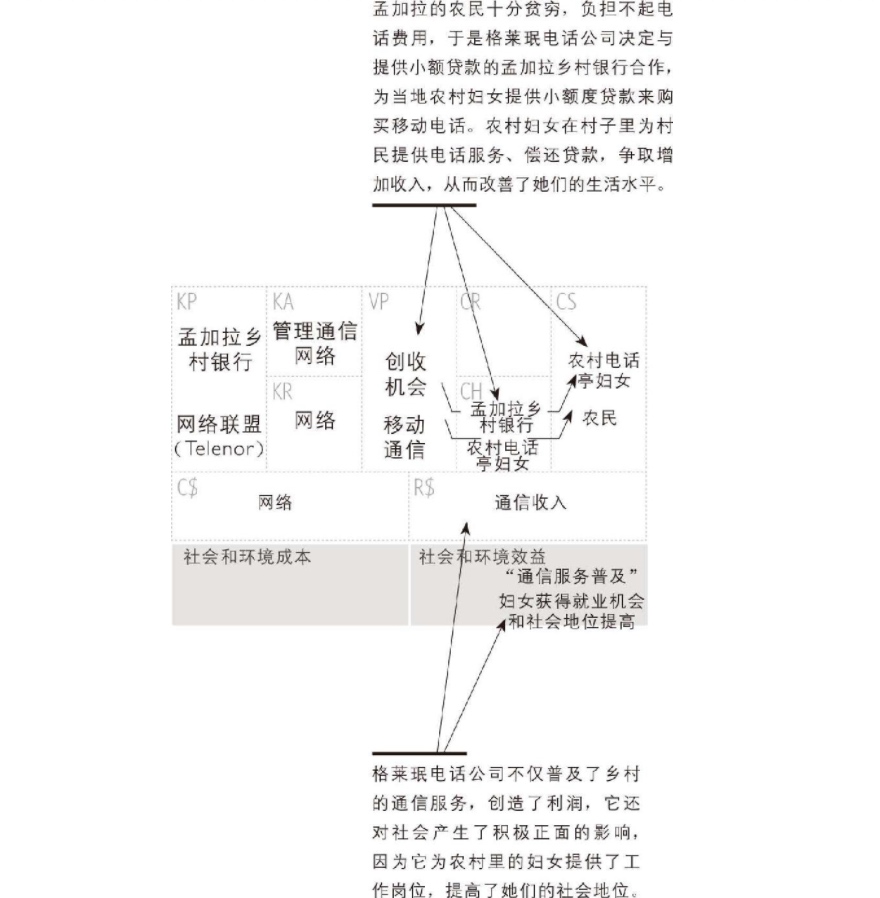 孟加拉的农民十分贫穷，负担不起电
话费用，于是格莱珉电话公司决定与
提供小额贷款的孟加拉乡村银行合作，
为当地农村妇女提供小额度贷款来购
买移动电话。农村妇女在村子里为村
民提供电话服务、偿还贷款，争取增
加收入，从而改善了她们的生活水平。
KP
孟加拉乡
村银行
网络联盟
（Telenor）
KA
管理通信
网络
KR
网络
VP
创收
机会
移动
通信
CR
CH
孟加拉乡
村银行
农村电话
亭妇女
CS
农村电话
亭妇女
农民
C$
网络
R$
通信收入
社会和环境成本
社会和环境效益
“通信服务普及”
妇女获得就业机会
和社会地位提高
格莱珉电话公司不仅普及了乡村
的通信服务，创造了利润，它还
对社会产生了积极正面的影响，
因为它为农村里的妇女提供了工
作岗位，提高了她们的社会地位。